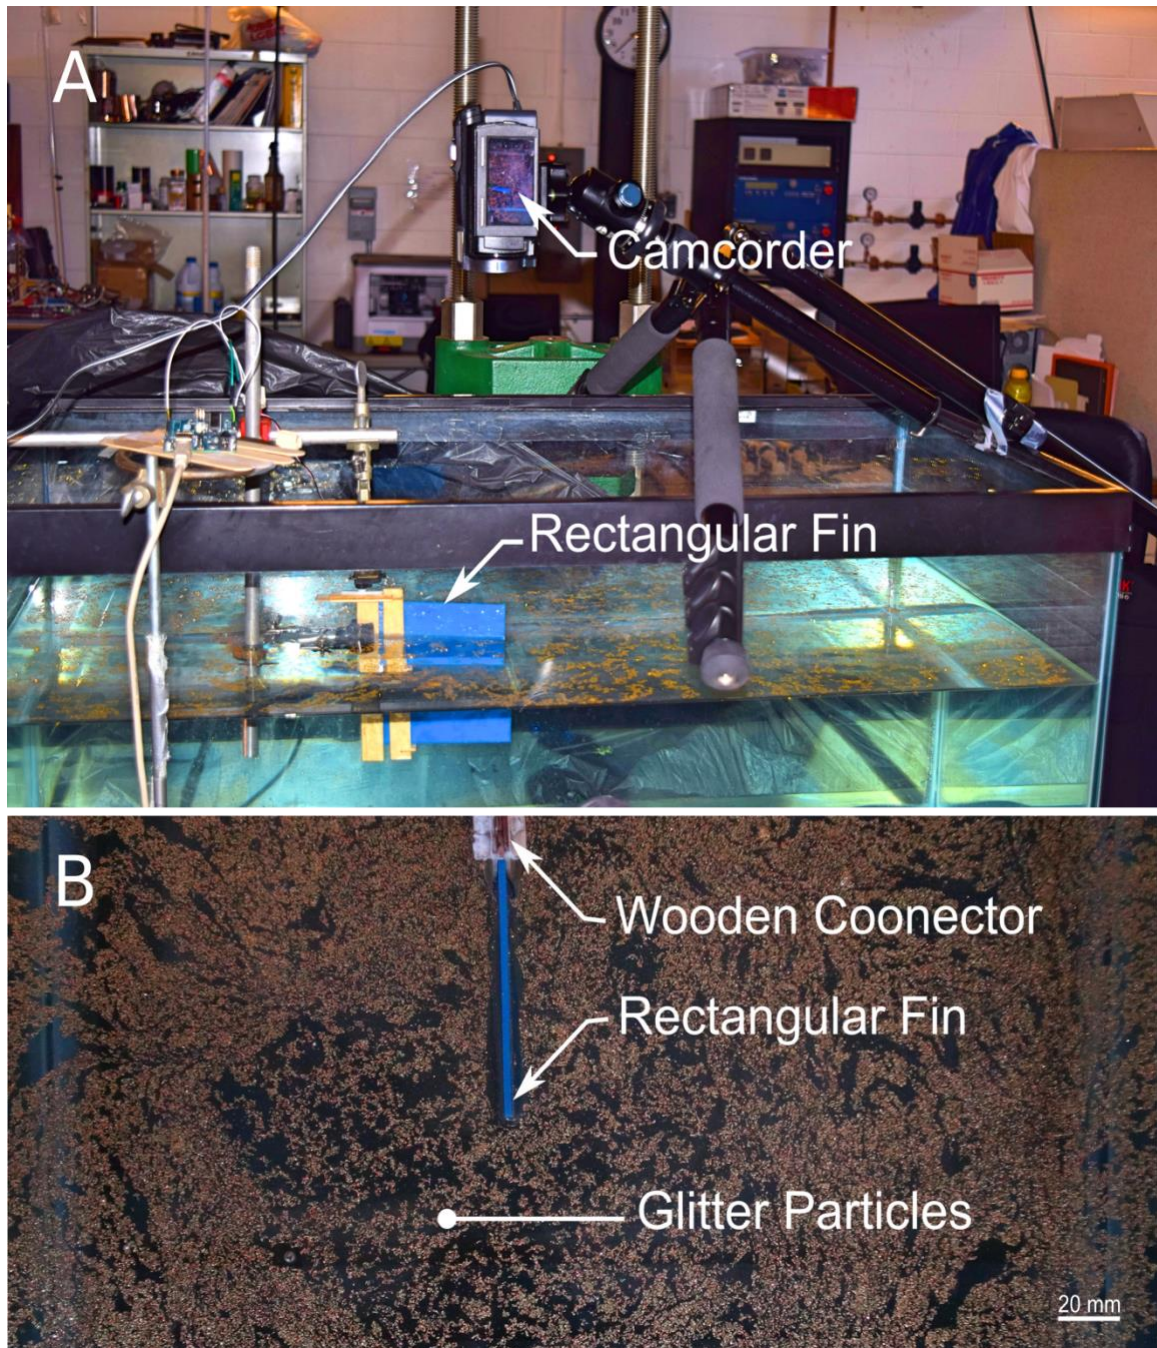 A
Camcorder
Rectangular Fin
B
Wooden Coonector
Rectangular Fin
Glitter Particles
20 mm